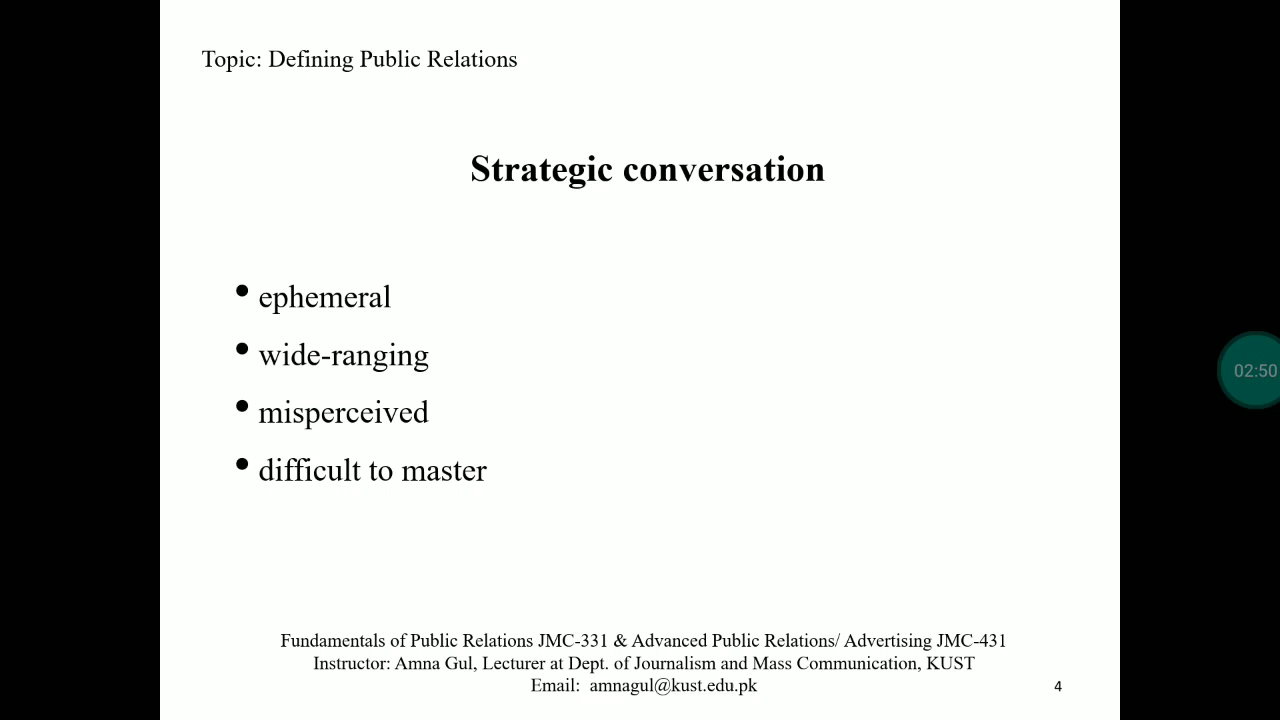 Topic: Defining Public Relations
Strategic conversation
• ephemeral
• wide-ranging
• misperceived
• difficult to master
02:50
Fundamentals of Public Relations JMC-331 & Advanced Public Relations/ Advertising JMC-431
Instructor: Amna Gul, Lecturer at Dept. of Journalism and Mass Communication, KUST
Email:  amnagul@kust.edu.pk
4